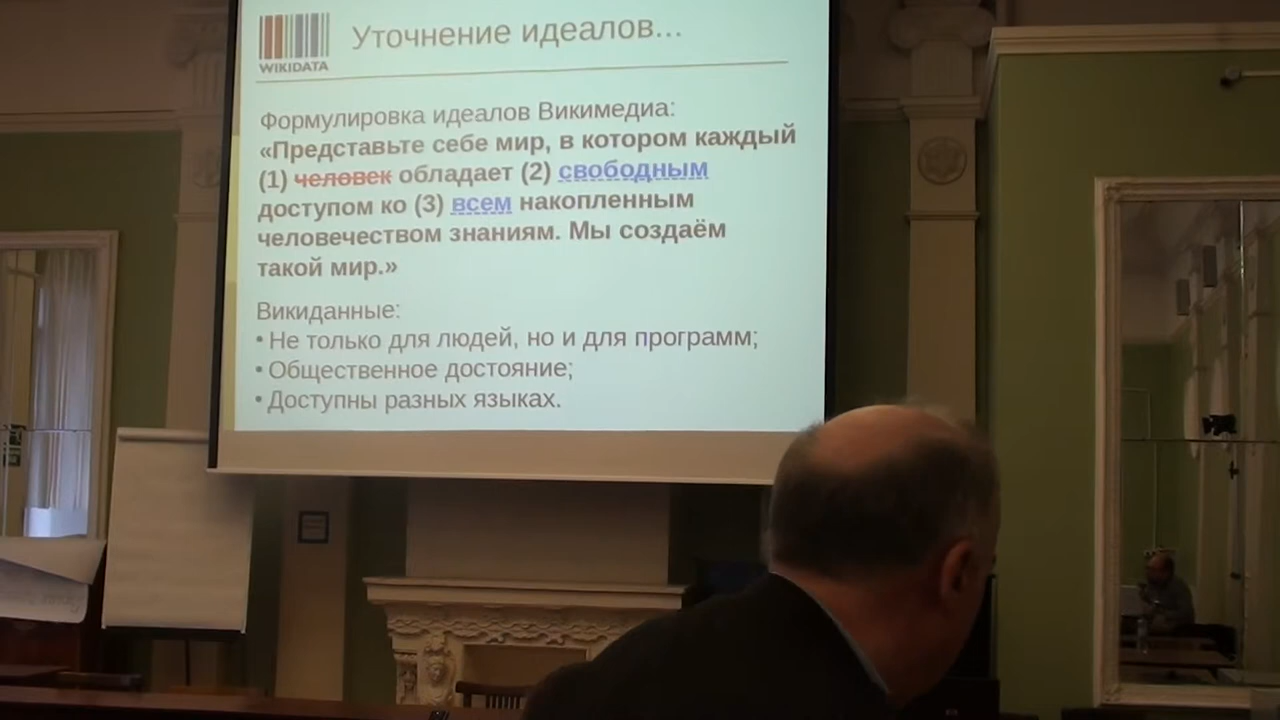 WIKIDATA
Уточнение идеалов...
Формулировка идеалов Викимедиа:
«Представьте себе мир, в котором каждый
(1) человек обладает (2) свободным
доступом ко (3) всем накопленным
человечеством знаниям. Мы создаём
такой мир.»
Викиданные:
• Не только для людей, но и для программ;
• Общественное достояние;
• Доступны разных языках.